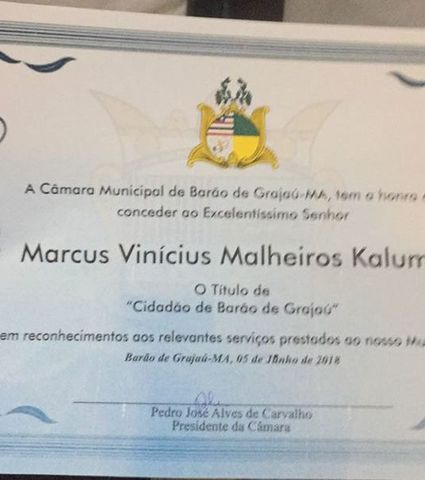 A Câmara Municipal de Barão de Grajaú-MA, tem a honra
conceder ao Excelentíssimo Senhor
Marcus Vinícius Malheiros Kalum
O Título de
"Cidadão de Barão de Grajaú"
em reconhecimentos aos relevantes serviços prestados ao nosso Mu
Barão de Grajaú-MA, 05 de Junho de 2018
Pedro José Alves de Carvalho
Presidente da Câmara